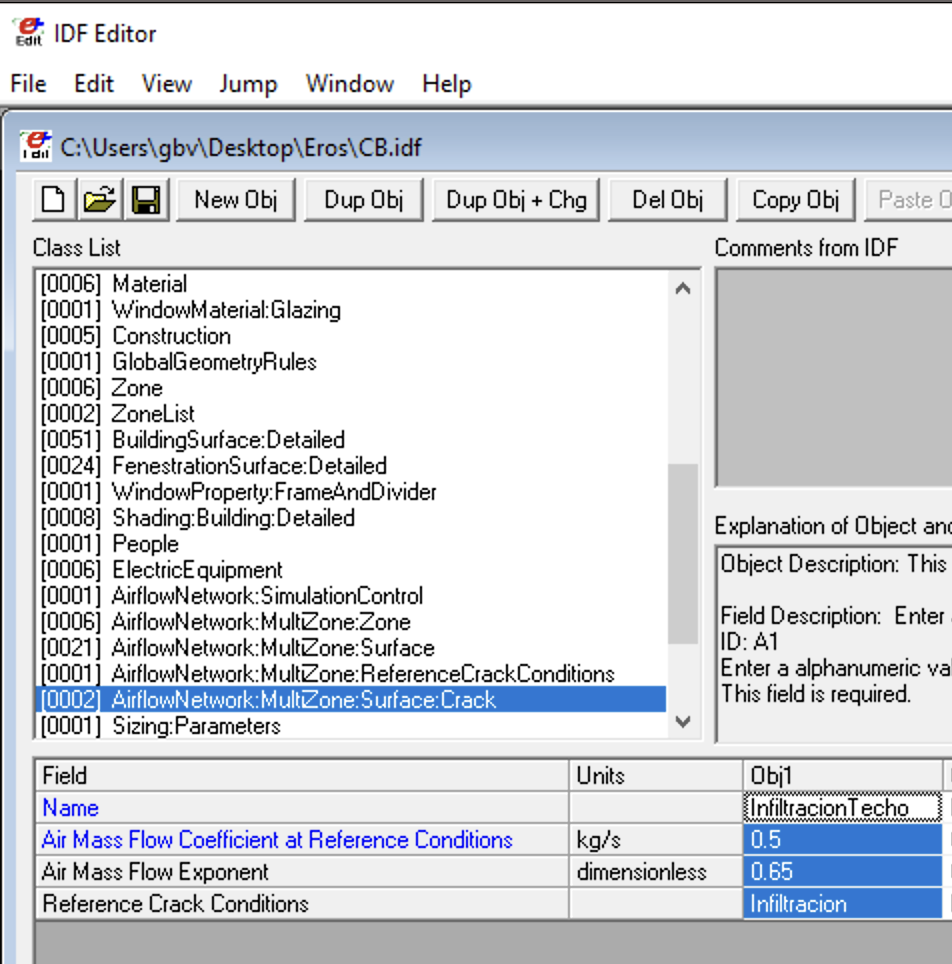 Edit IDF Editor
File Edit View Jump Window Help
C:\Users\gbv\Desktop\Eros\CB.idf
New Obj Dup Obj Dup Obj + Chg Del Obj Copy Obj Paste
Class List
Comments from IDF
[0006] Material
[0001] WindowMaterial:Glazing
[0005] Construction
[0001] GlobalGeometryRules
[0006] Zone
[0002] ZoneList
[0051] BuildingSurface:Detailed
[0024] FenestrationSurface:Detailed
[0001] WindowProperty:FrameAndDivider
[0008] Shading:Building:Detailed
[0001] People
[0006] ElectricEquipment
[0001] AirflowNetwork:SimulationControl
[0006] AirflowNetwork:MultiZone:Zone
[0021] AirflowNetwork:MultiZone:Surface
[0001] AirflowNetwork:MultiZone:ReferenceCrackConditions
[0002] AirflowNetwork:MultiZone:Surface:Crack
[0001] Sizing:Parameters
Explanation of Object an
Object Description: This
Field Description: Enter
ID: A1
Enter a alphanumeric va
This field is required.
Field Units Obj1
Name InfiltracionTecho
Air Mass Flow Coefficient at Reference Conditions kg/s 0.5
Air Mass Flow Exponent dimensionless 0.65
Reference Crack Conditions Infiltracion